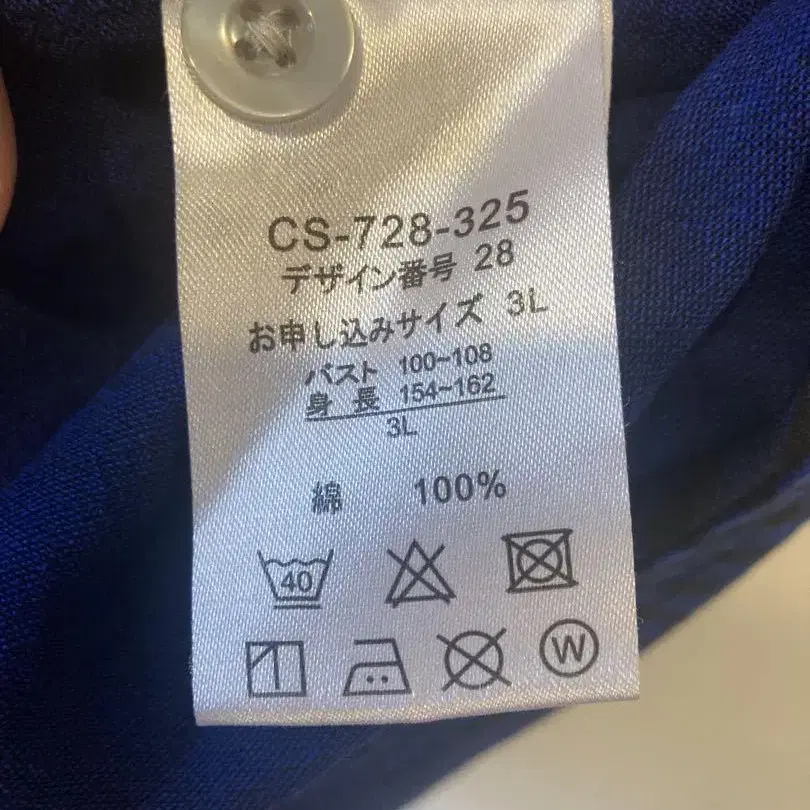 CS-728-325
デザイン番号 28
お申し込みサイズ 3L
バスト 100~108
身長 154~162
3L
綿 100%
40
W